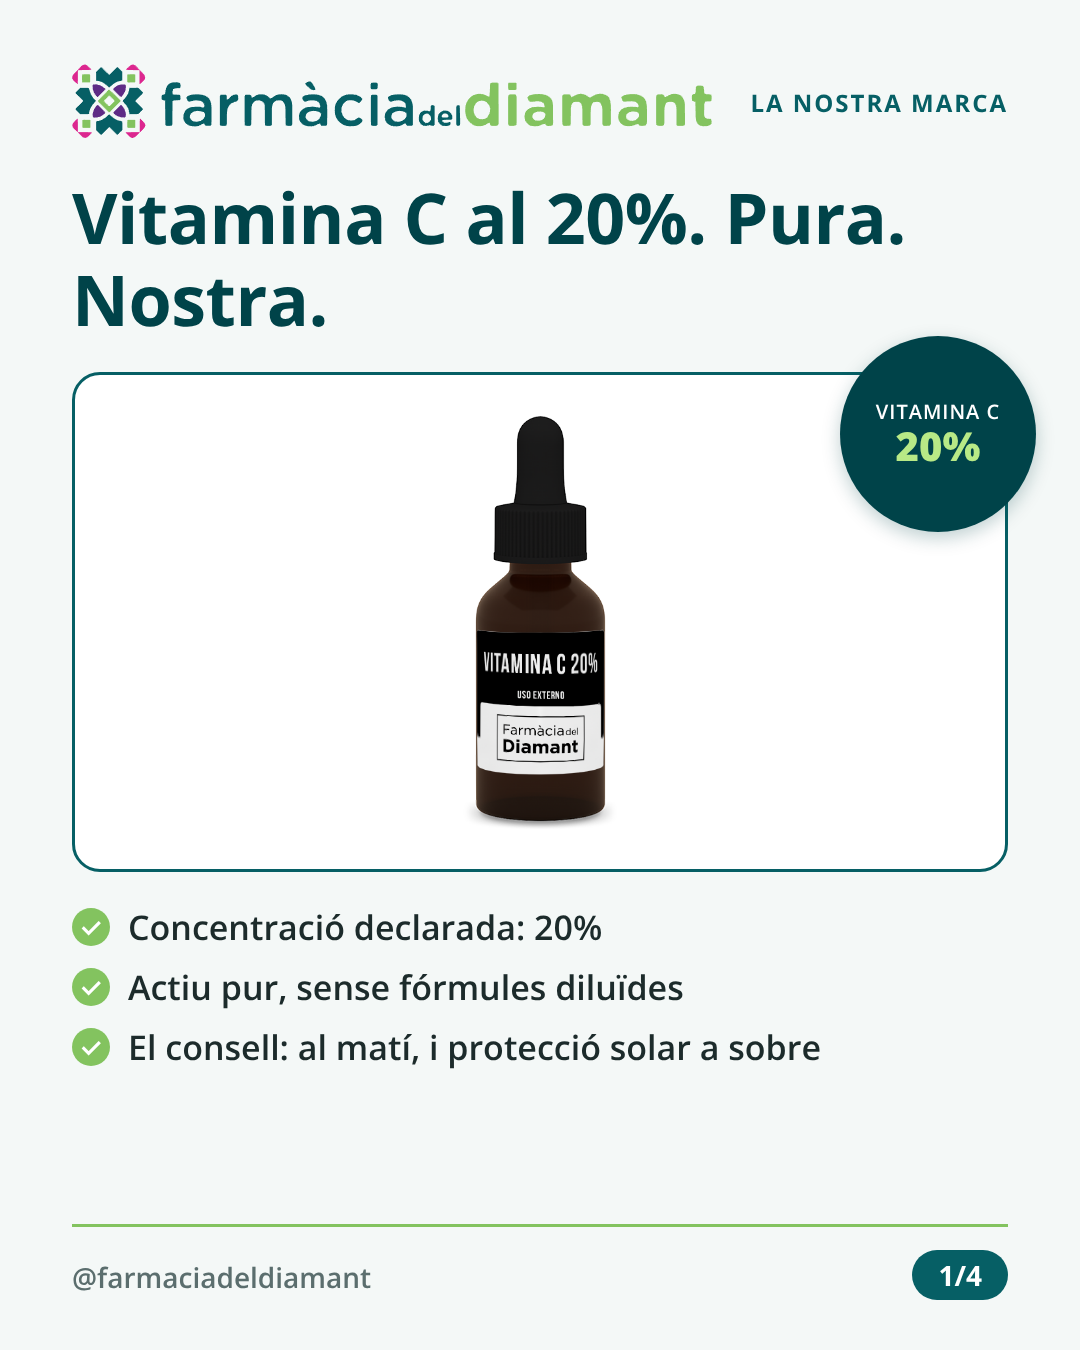 farmàciadeldiamant
LA NOSTRA MARCA
Vitamina C al 20%. Pura.
Nostra.
VITAMINA C
20%
VITAMINA C 20%
USO EXTERNO
Farmàciadel
Diamant
Concentració declarada: 20%
Actiu pur, sense fórmules diluïdes
El consell: al matí, i protecció solar a sobre
@farmaciadeldiamant
1/4